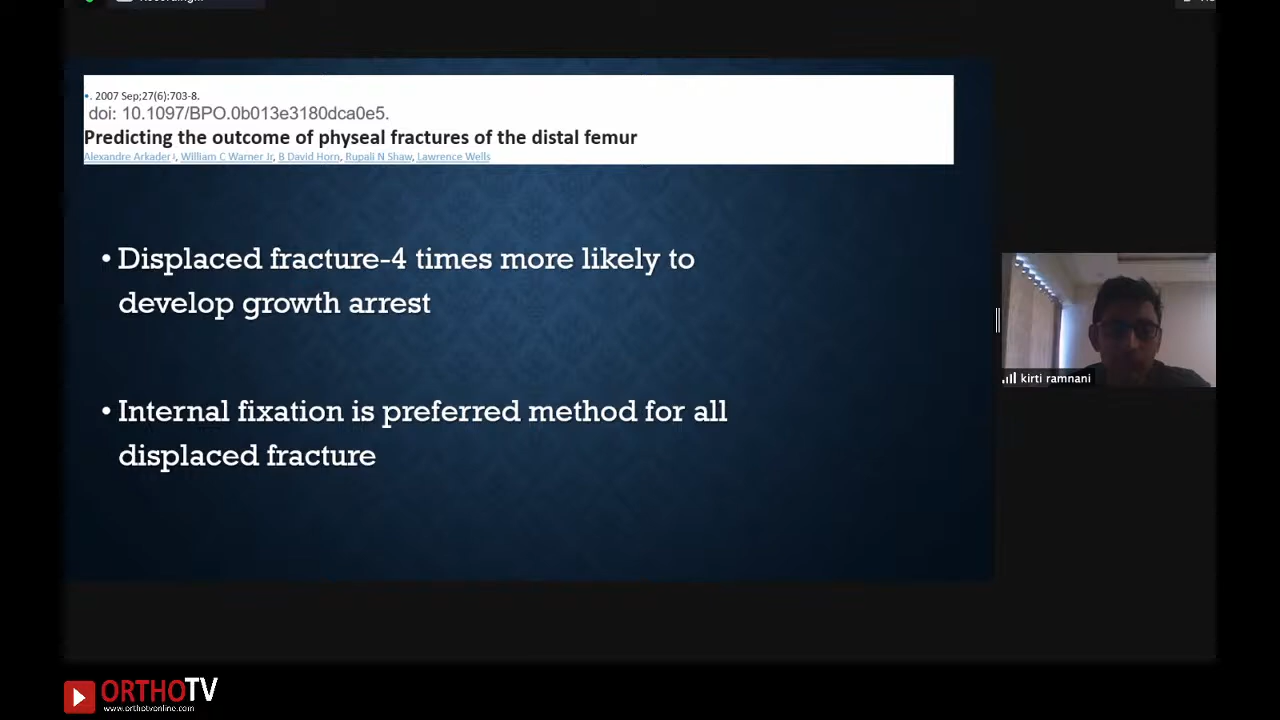 • . 2007 Sep;27(6):703-8.
doi: 10.1097/BPO.0b013e3180dca0e5.
Predicting the outcome of physeal fractures of the distal femur
Alexandre Arkader 1, William C Warner Jr, B David Horn, Rupali N Shaw, Lawrence Wells
• Displaced fracture-4 times more likely to
develop growth arrest
• Internal fixation is preferred method for all
displaced fracture
kirti ramnani
ORTHOTV
www.orthotvonline.com